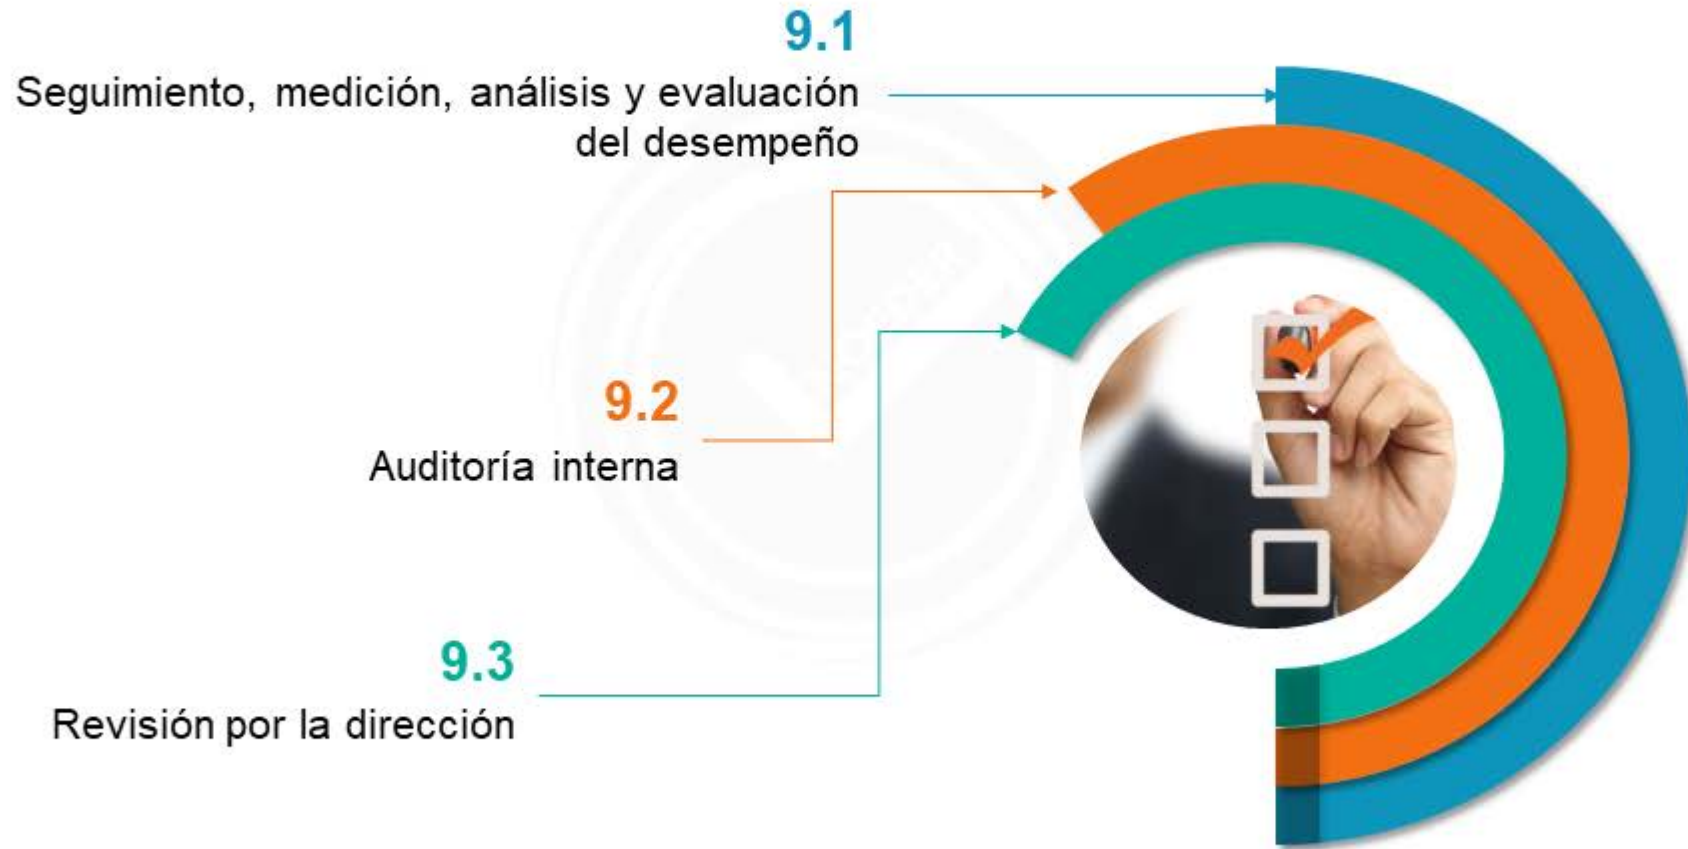 9.1
Seguimiento, medición, análisis y evaluación
del desempeño
9.2
Auditoría interna
9.3
Revisión por la dirección